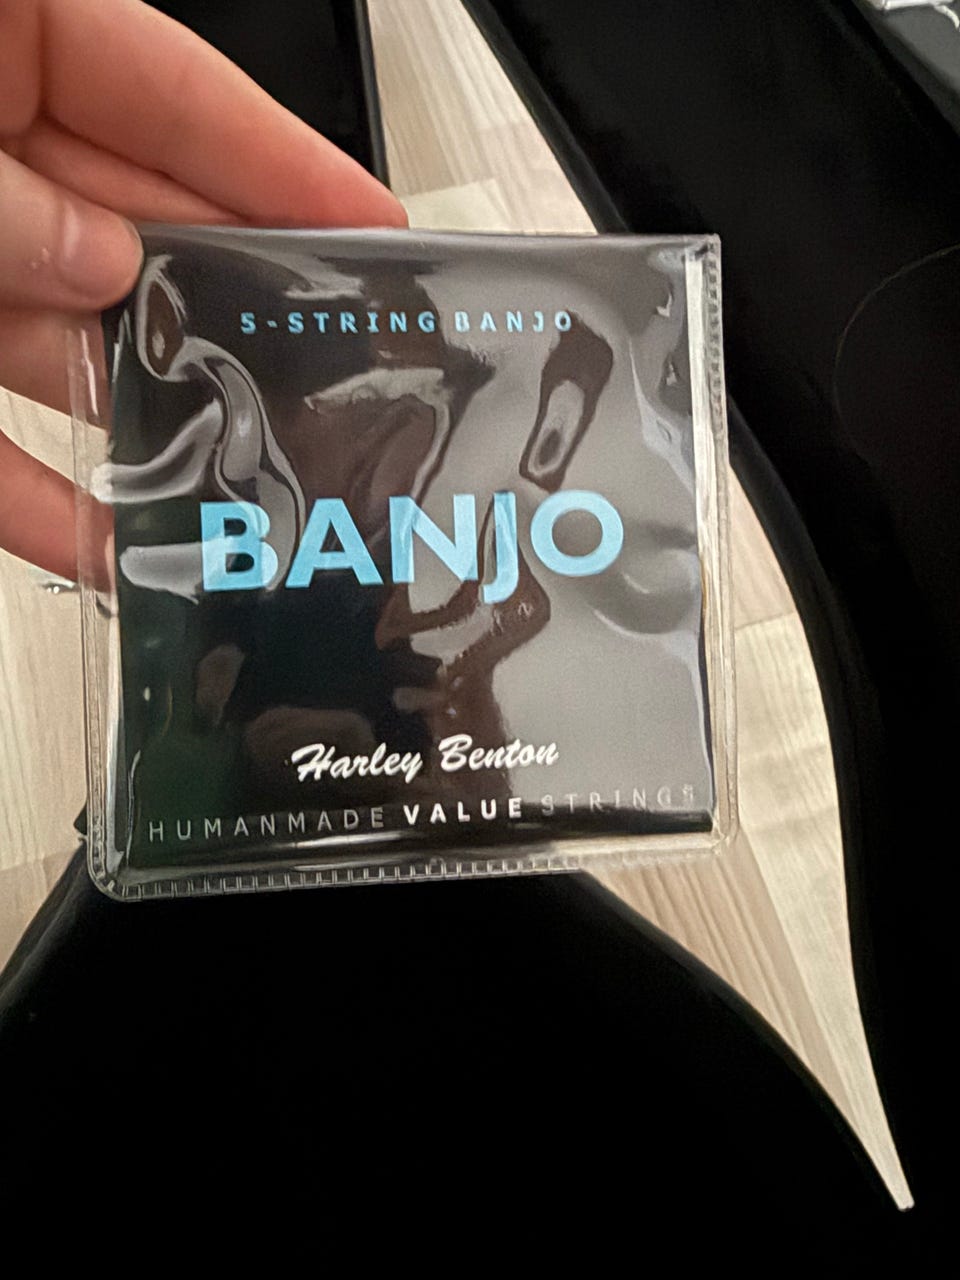 5-STRING BANJO
BANJO
Harley Benton
HUMANMADE VALUE STRINGS